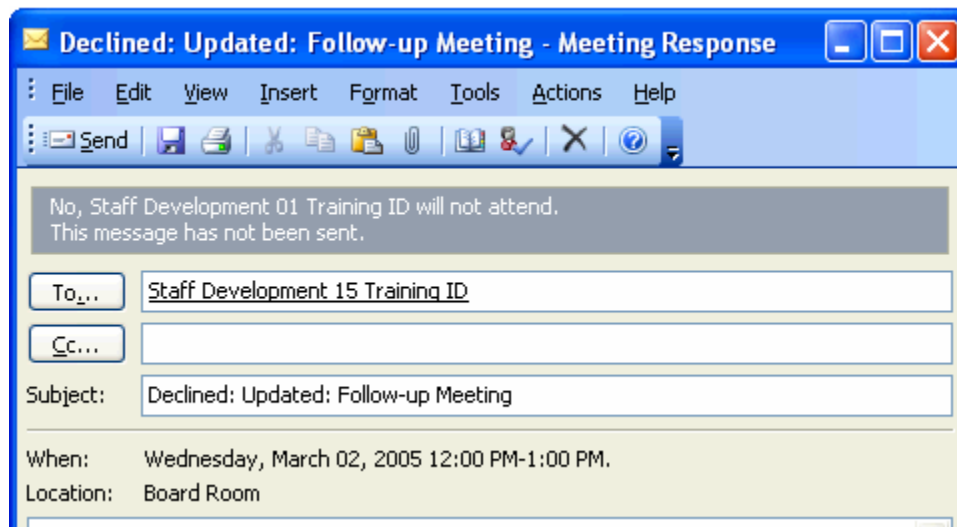 Declined: Updated: Follow-up Meeting - Meeting Response
File Edit View Insert Format Tools Actions Help
Send
No, Staff Development 01 Training ID will not attend.
This message has not been sent.
To... Staff Development 15 Training ID
Cc...
Subject: Declined: Updated: Follow-up Meeting
When: Wednesday, March 02, 2005 12:00 PM-1:00 PM.
Location: Board Room